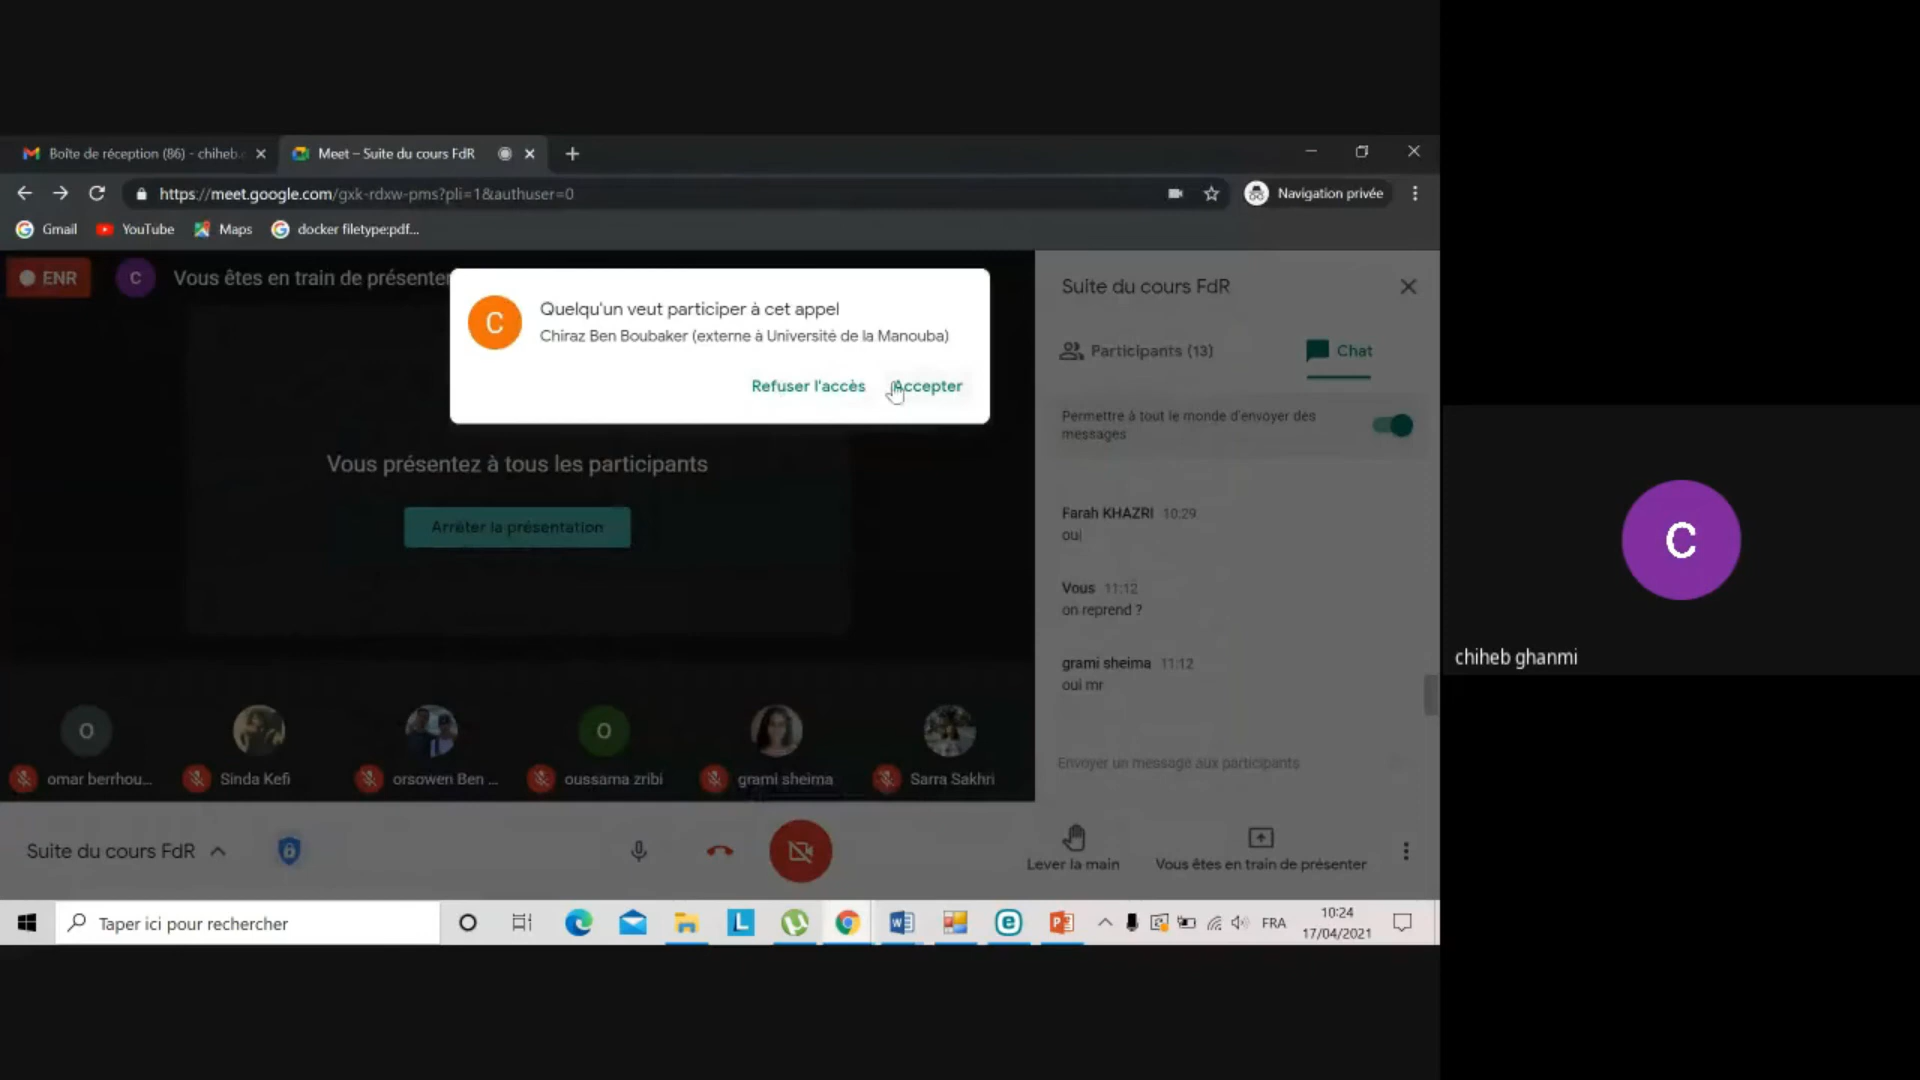 Boîte de réception (86) - chiheb.
Meet – Suite du cours FdR
https://meet.google.com/gxk-rdxw-pms?pli=1&authuser=0
Navigation privée
Gmail
YouTube
Maps
docker filetype:pdf...
ENR
C
Vous êtes en train de présenter
C
Quelqu'un veut participer à cet appel
Chiraz Ben Boubaker (externe à Université de la Manouba)
Refuser l'accès
Accepter
Vous présentez à tous les participants
Arrêter la présentation
Suite du cours FdR
Participants (13)
Chat
Permettre à tout le monde d'envoyer des
messages
Farah KHAZRI 10:29
oui
Vous 11:12
on reprend ?
grami sheima 11:12
oui mr
Envoyer un message aux participants
O
omar berrhou...
Sinda Kefi
orsowen Ben ...
O
oussama zribi
grami sheima
Sarra Sakhri
Suite du cours FdR
Lever la main
Vous êtes en train de présenter
Taper ici pour rechercher
L
FRA
10:24
17/04/2021
C
chiheb ghanmi